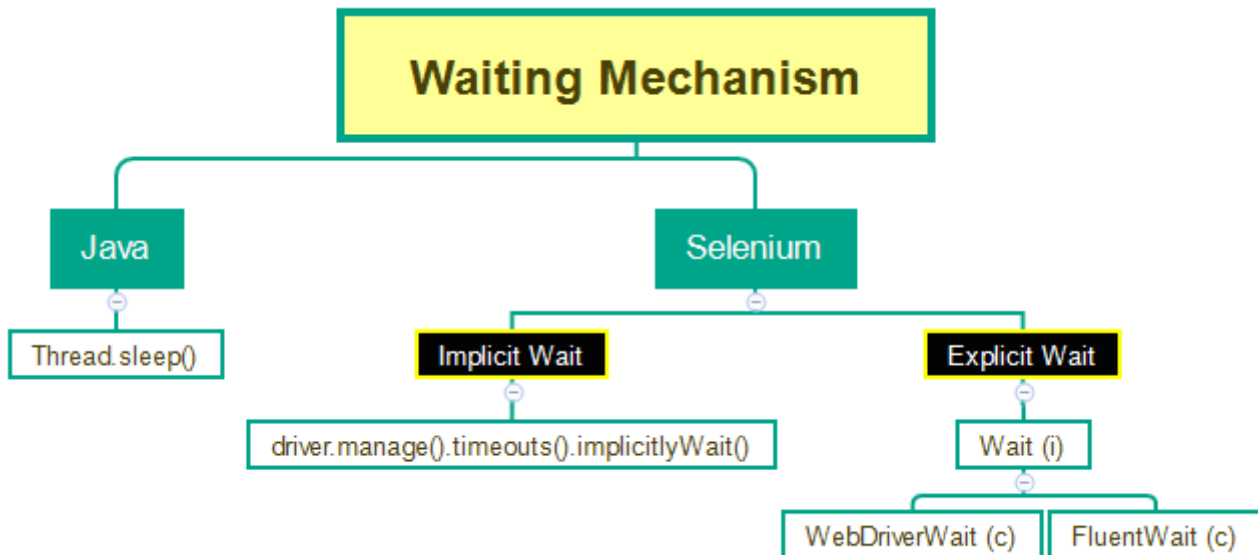 Waiting Mechanism
Java
Selenium
Thread.sleep()
Implicit Wait
Explicit Wait
driver.manage().timeouts().implicitlyWait()
Wait (i)
WebDriverWait (c)
FluentWait (c)